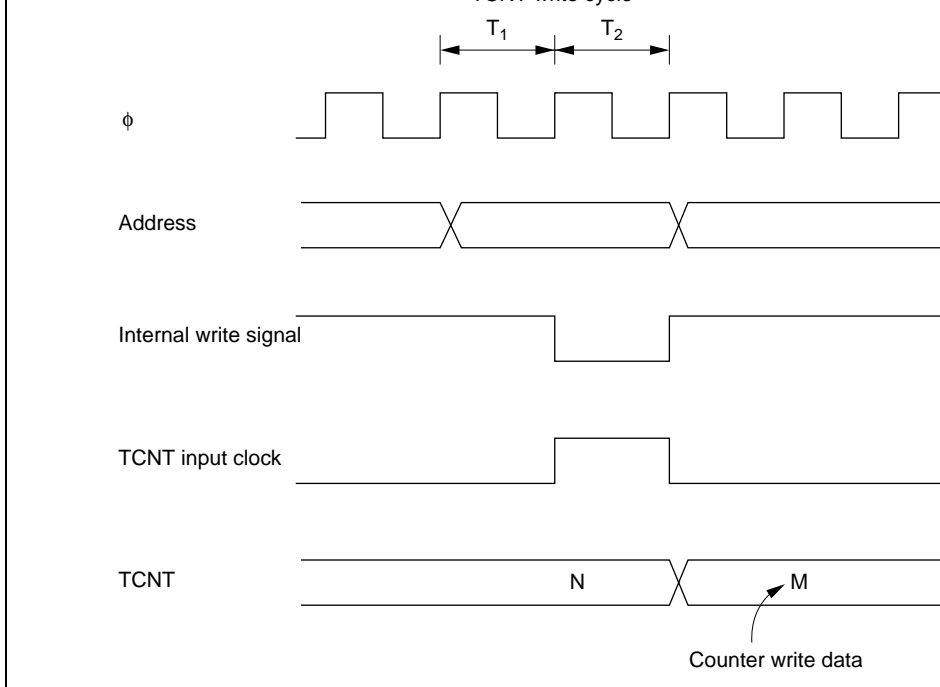 TCNT write cycle
T1 T2
ϕ
Address
Internal write signal
TCNT input clock
TCNT N M
Counter write data